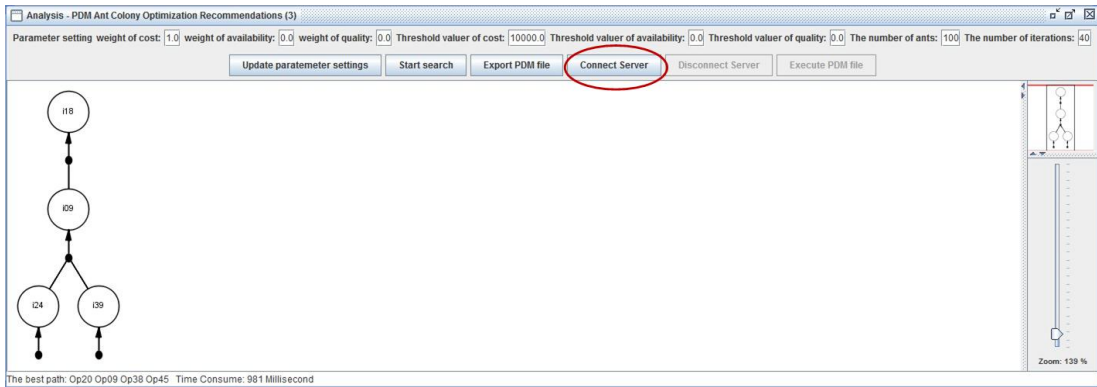 Analysis - PDM Ant Colony Optimization Recommendations (3)
Parameter setting weight of cost: 1.0 weight of availability: 0.0 weight of quality: 0.0 Threshold valuer of cost: 10000.0 Threshold valuer of availability: 0.0 Threshold valuer of quality: 0.0 The number of ants: 100 The number of iterations: 40
Update paratemeter settings Start search Export PDM file Connect Server Disconnect Server Execute PDM file
i18
i09
i24 i39
Zoom: 139 %
The best path: Op20 Op09 Op38 Op45 Time Consume: 981 Millisecond